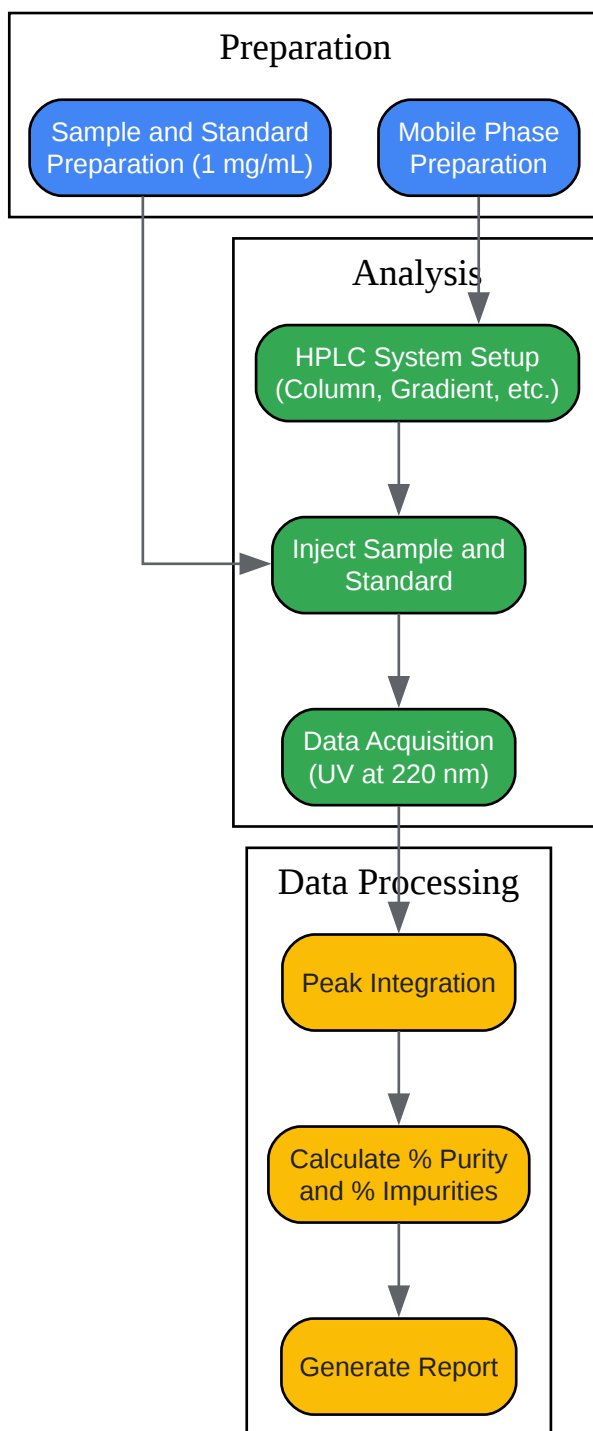 Preparation
Sample and Standard
Preparation (1 mg/mL)
Mobile Phase
Preparation
Analysis
HPLC System Setup
(Column, Gradient, etc.)
Inject Sample and
Standard
Data Acquisition
(UV at 220 nm)
Data Processing
Peak Integration
Calculate % Purity
and % Impurities
Generate Report